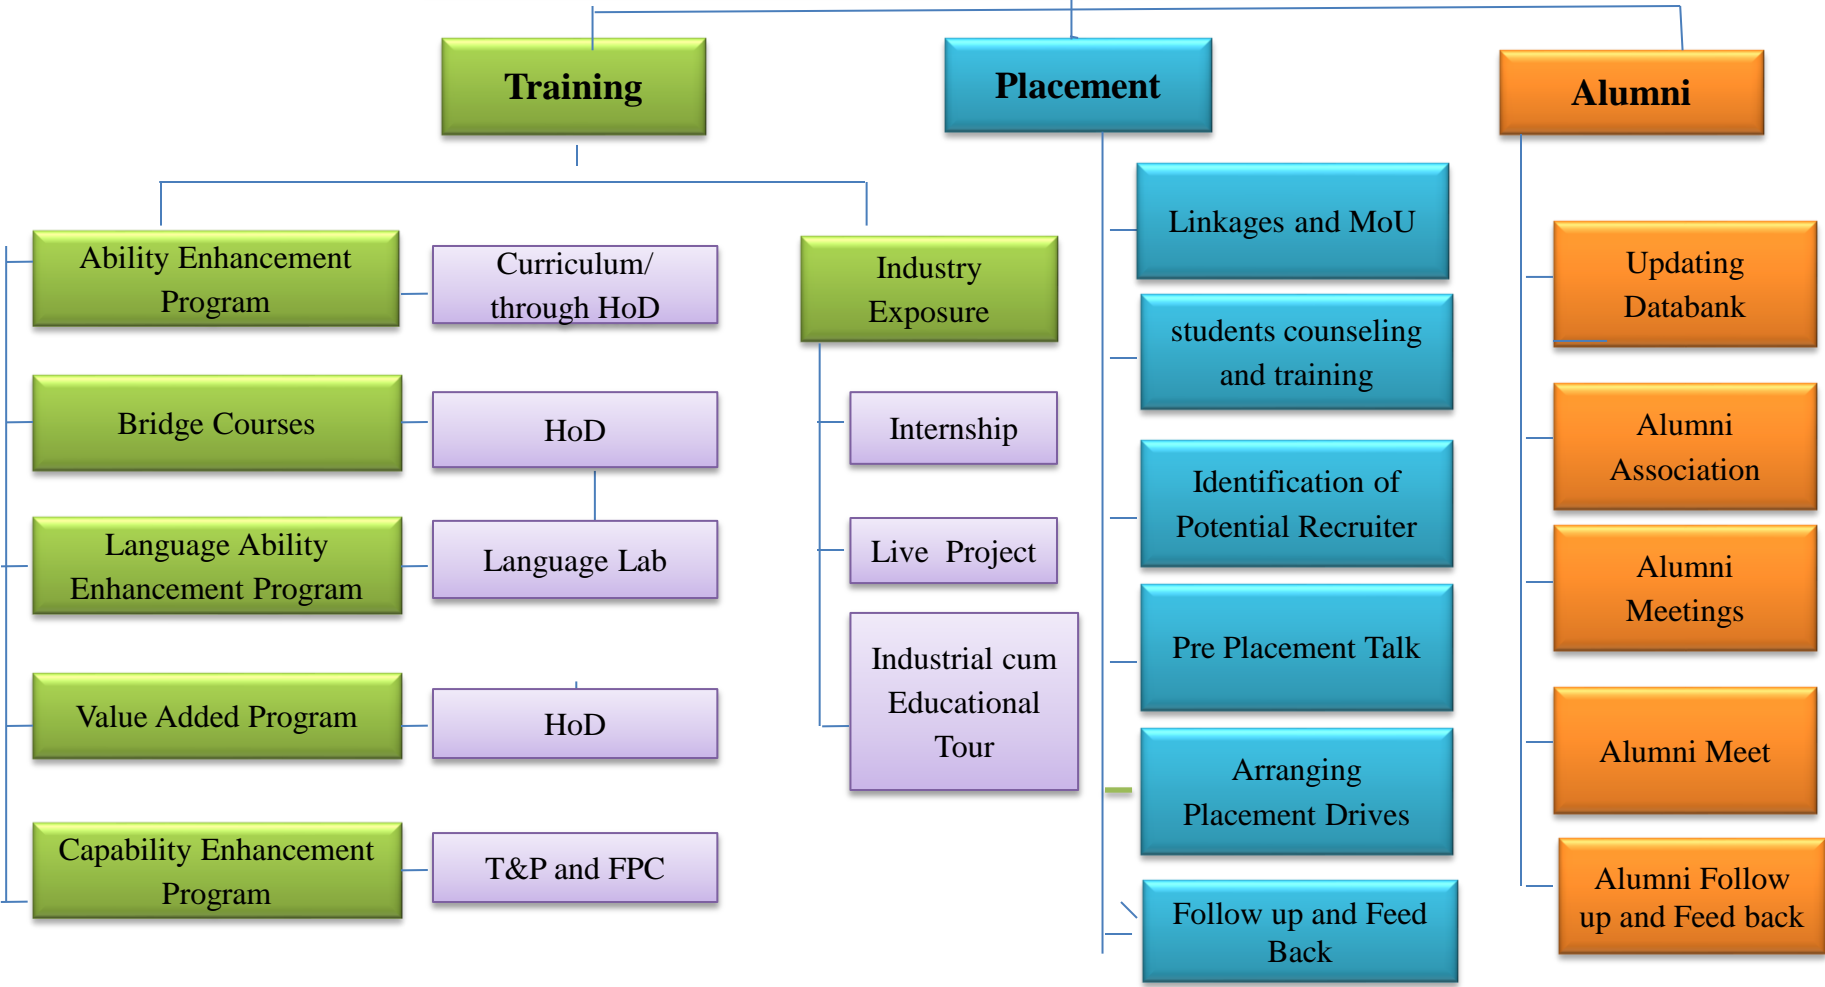 Training
Placement
Alumni
Ability Enhancement
Program
Curriculum/
through HoD
Bridge Courses
HoD
Language Ability
Enhancement Program
Language Lab
Value Added Program
HoD
Capability Enhancement
Program
T&P and FPC
Industry
Exposure
Internship
Live  Project
Industrial cum
Educational
Tour
Linkages and MoU
students counseling
and training
Identification of
Potential Recruiter
Pre Placement Talk
Arranging
Placement Drives
Follow up and Feed
Back
Updating
Databank
Alumni
Association
Alumni
Meetings
Alumni Meet
Alumni Follow
up and Feed back